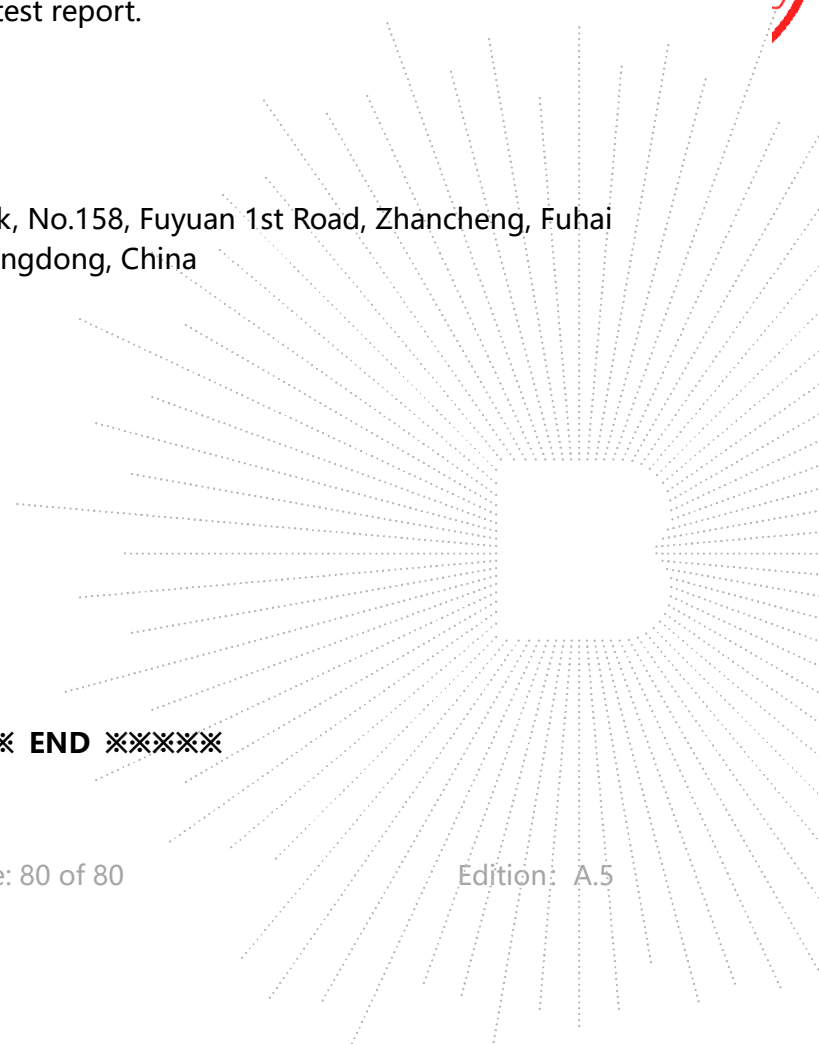 test report.
k, No.158, Fuyuan 1st Road, Zhancheng, Fuhai
ngdong, China
※ END ※※※※※
e: 80 of 80 Edition: A.5